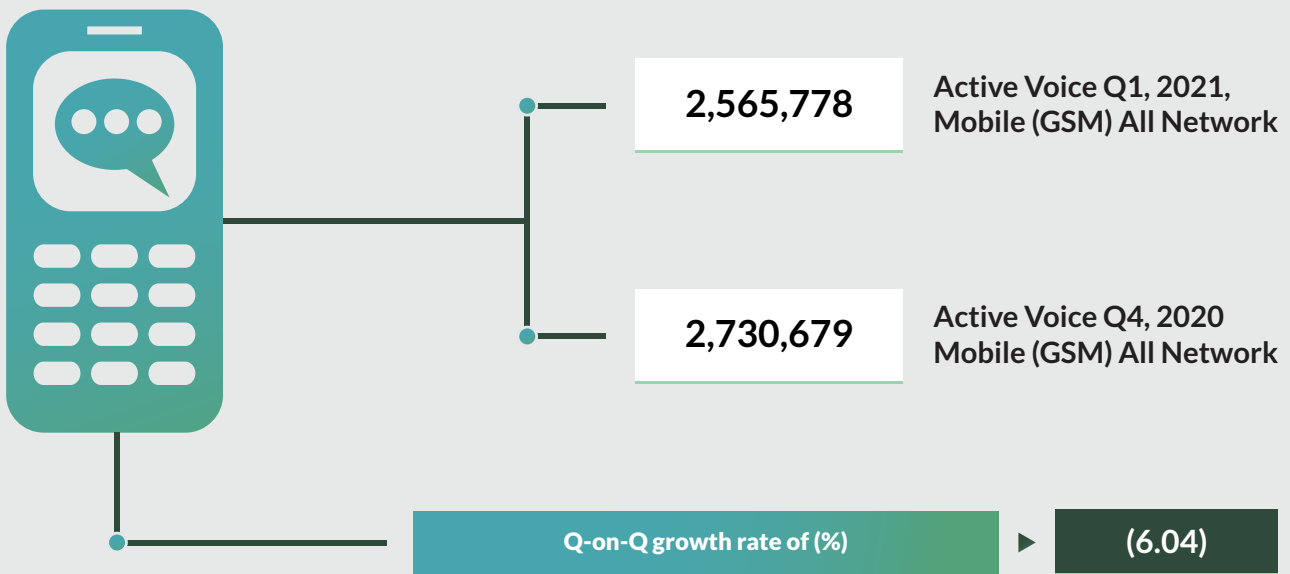 2,565,778
Active Voice Q1, 2021,
Mobile (GSM) All Network
2,730,679
Active Voice Q4, 2020
Mobile (GSM) All Network
Q-on-Q growth rate of (%)
(6.04)